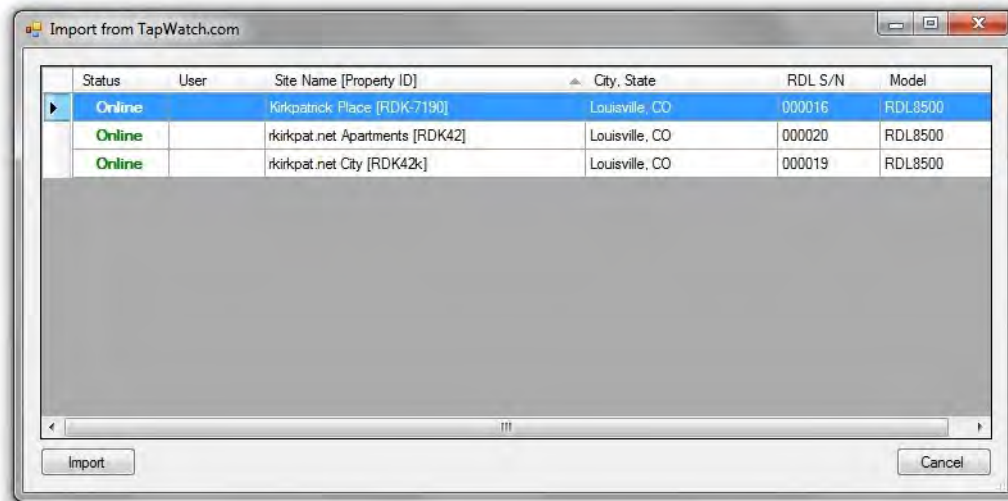 Import from TapWatch.com
Status User Site Name [Property ID] City, State RDL S/N Model
Online Kirkpatrick Place [RDK-7190] Louisville, CO 000016 RDL8500
Online rkirkpat.net Apartments [RDK42] Louisville, CO 000020 RDL8500
Online rkirkpat.net City [RDK42k] Louisville, CO 000019 RDL8500
Import Cancel